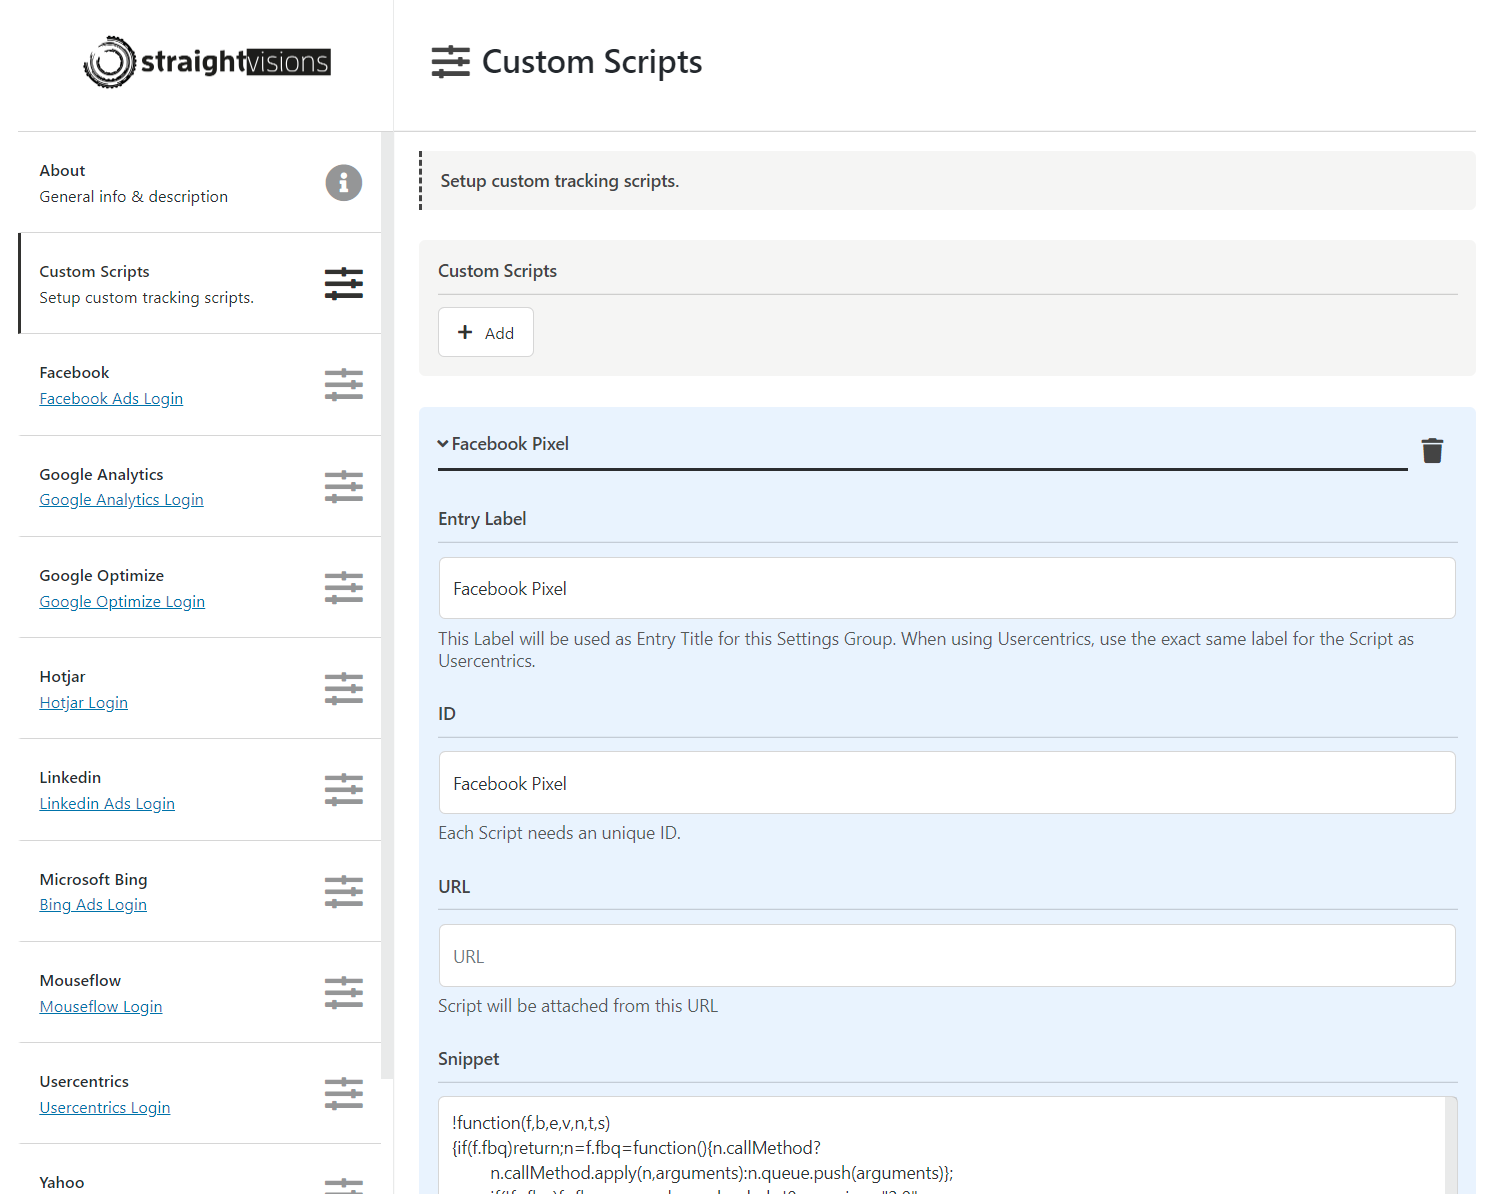 straightvisions
Custom Scripts
About
General info & description
Custom Scripts
Setup custom tracking scripts.
Facebook
Facebook Ads Login
Google Analytics
Google Analytics Login
Google Optimize
Google Optimize Login
Hotjar
Hotjar Login
Linkedin
Linkedin Ads Login
Microsoft Bing
Bing Ads Login
Mouseflow
Mouseflow Login
Usercentrics
Usercentrics Login
Yahoo
Setup custom tracking scripts.
Custom Scripts
Add
Facebook Pixel
Entry Label
Facebook Pixel
This Label will be used as Entry Title for this Settings Group. When using Usercentrics, use the exact same label for the Script as
Usercentrics.
ID
Facebook Pixel
Each Script needs an unique ID.
URL
URL
Script will be attached from this URL
Snippet
!function(f,b,e,v,n,t,s)
{if(f.fbq)return;n=f.fbq=function(){n.callMethod?
n.callMethod.apply(n,arguments):n.queue.push(arguments)};